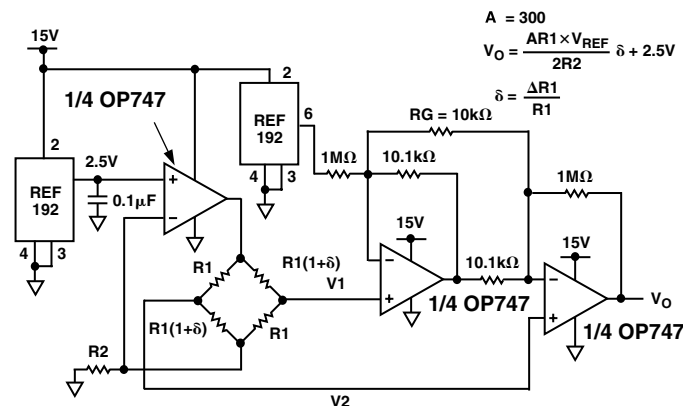 A = 300
V_O = AR1 × V_REF / 2R2 δ + 2.5V
δ = ΔR1 / R1
15V
1/4 OP747
2
REF
192
4
3
2.5V
0.1μF
+
−
2
REF
192
6
4
3
1MΩ
RG = 10kΩ
10.1kΩ
1MΩ
15V
−
+
1/4 OP747
10.1kΩ
15V
−
+
1/4 OP747
V_O
R1
R1(1+δ)
V1
R1(1+δ)
R1
R2
V2